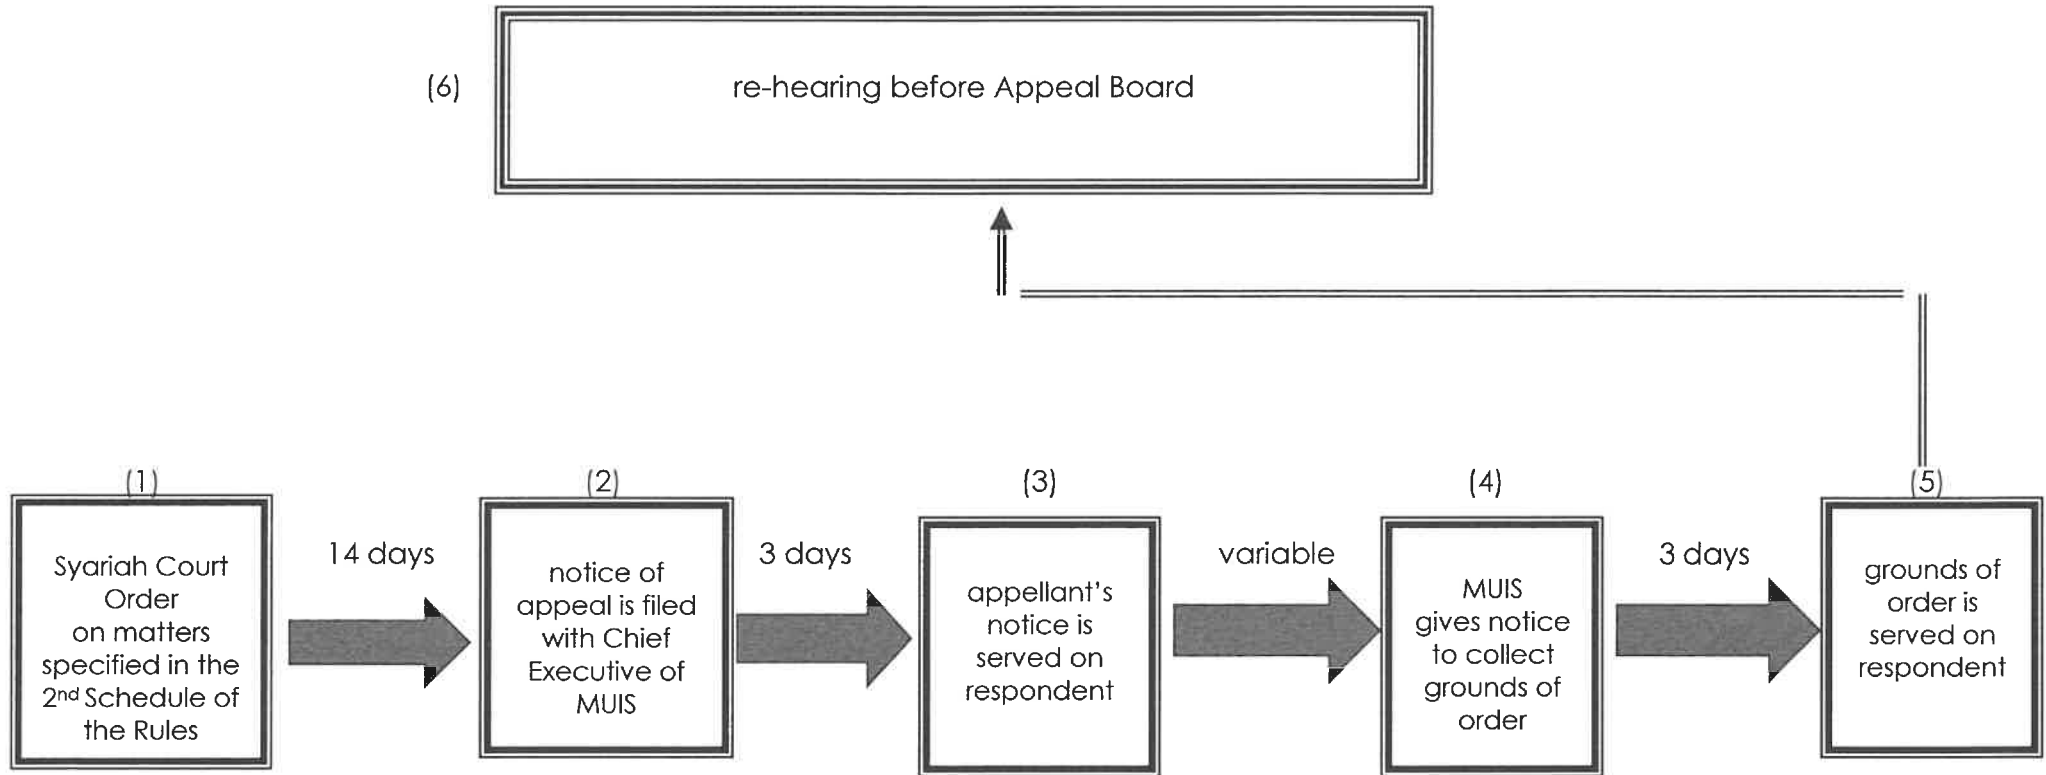 (6)
re-hearing before Appeal Board
(1)
Syariah Court
Order
on matters
specified in the
2nd Schedule of
the Rules
14 days
(2)
notice of
appeal is filed
with Chief
Executive of
MUIS
3 days
(3)
appellant's
notice is
served on
respondent
variable
(4)
MUIS
gives notice
to collect
grounds of
order
3 days
(5)
grounds of
order is
served on
respondent